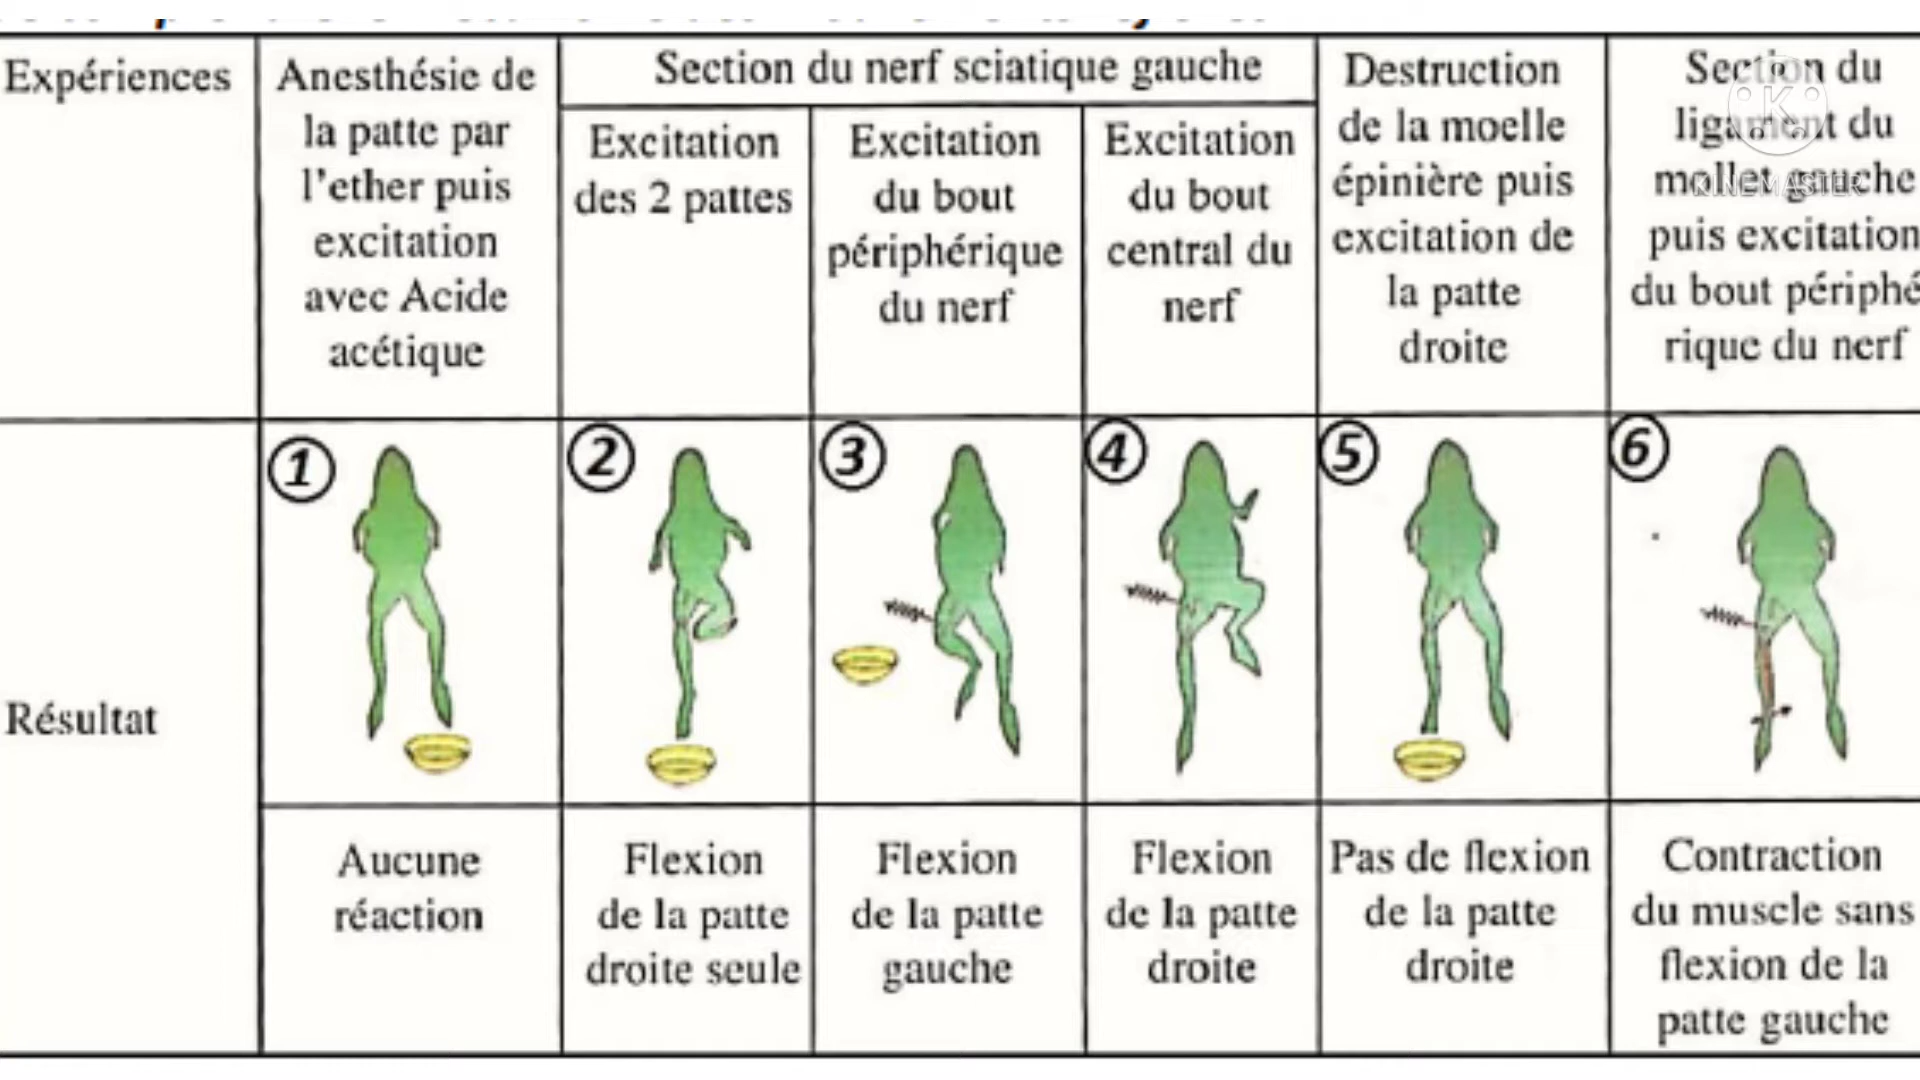 Expériences
Anesthésie de
la patte par
l'ether puis
excitation
avec Acide
acétique
Section du nerf sciatique gauche
Excitation
des 2 pattes
Excitation
du bout
périphérique
du nerf
Excitation
du bout
central du
nerf
Destruction
de la moelle
épinière puis
excitation de
la patte
droite
Section du
ligament du
mollet gauche
puis excitation
du bout périphé
rique du nerf
K
KINEMASTER
Résultat
1
2
3
4
5
6
Aucune
réaction
Flexion
de la patte
droite seule
Flexion
de la patte
gauche
Flexion
de la patte
droite
Pas de flexion
de la patte
droite
Contraction
du muscle sans
flexion de la
patte gauche